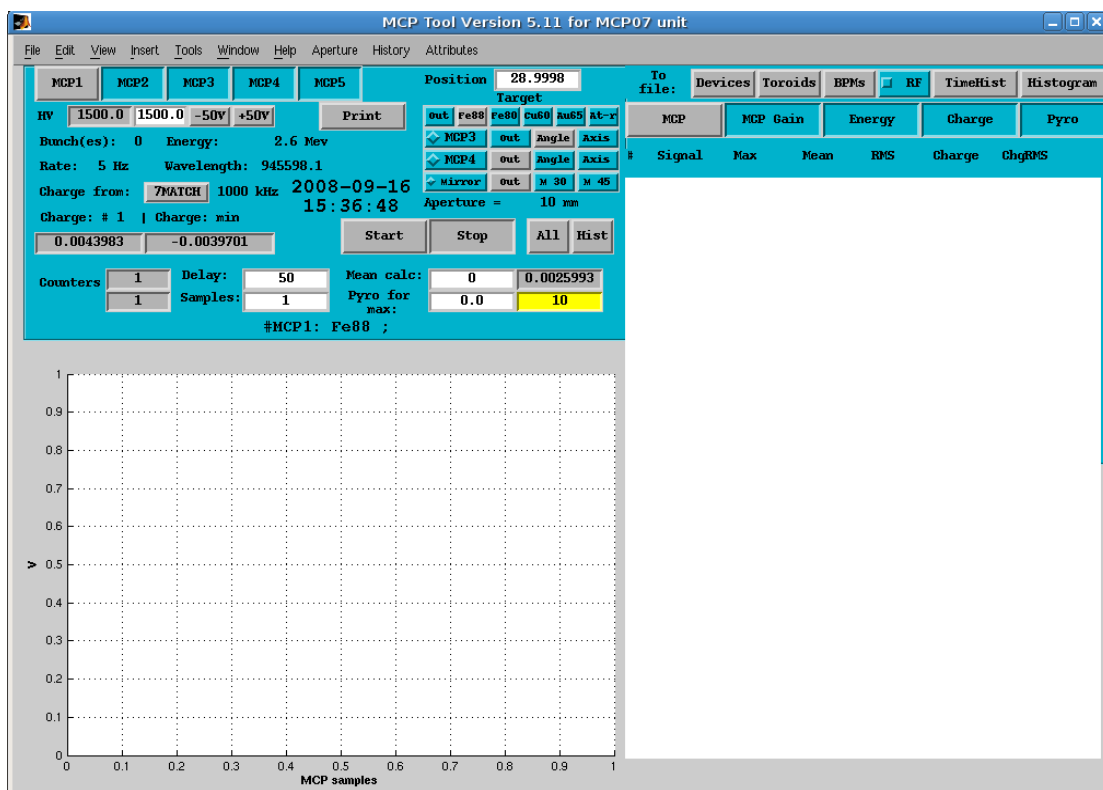 MCP Tool Version 5.11 for MCP07 unit
File Edit View Insert Tools Window Help Aperture History Attributes
MCP1 MCP2 MCP3 MCP4 MCP5
Position 28.9998
Target
HV 1500.0 1500.0 -50V +50V Print
Out Fe88 Fe80 Cu60 Au65 At-r
Bunch(es): 0 Energy: 2.6 Mev
MCP3 Out Angle Axis
Rate: 5 Hz Wavelength: 945598.1
MCP4 Out Angle Axis
Charge from: 7MATCH 1000 kHz 2008-09-16
15:36:48
Mirror Out M 30 M 45
Aperture = 10 mm
Charge: # 1 | Charge: min
0.0043983 -0.0039701
Start Stop All Hist
Counters 1 Delay: 50 Mean calc: 0 0.0025993
1 Samples: 1 Pyro for max: 0.0 10
#MCP1: Fe88 ;
To file: Devices Toroids BPMs RF TimeHist Histogram
MCP MCP Gain Energy Charge Pyro
# Signal Max Mean RMS Charge ChgRMS
1
0.9
0.8
0.7
0.6
0.5
0.4
0.3
0.2
0.1
0
V
0 0.1 0.2 0.3 0.4 0.5 0.6 0.7 0.8 0.9 1
MCP samples